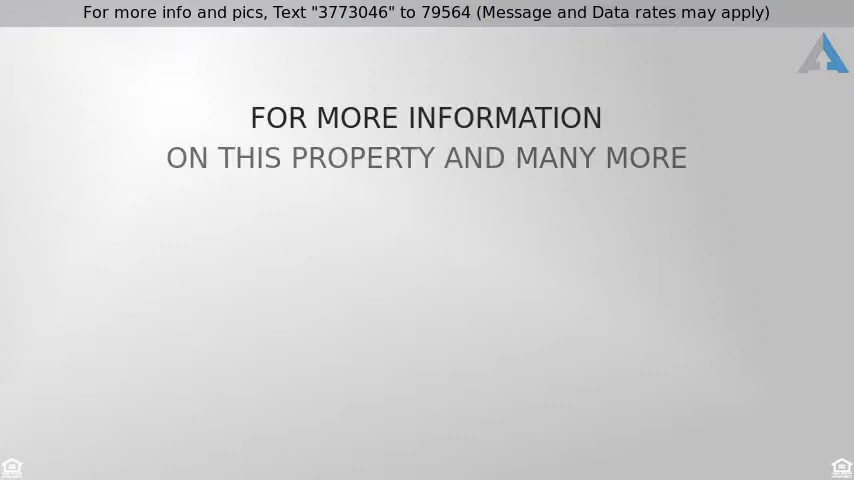 For more info and pics, Text "3773046" to 79564 (Message and Data rates may apply)
FOR MORE INFORMATION
ON THIS PROPERTY AND MANY MORE